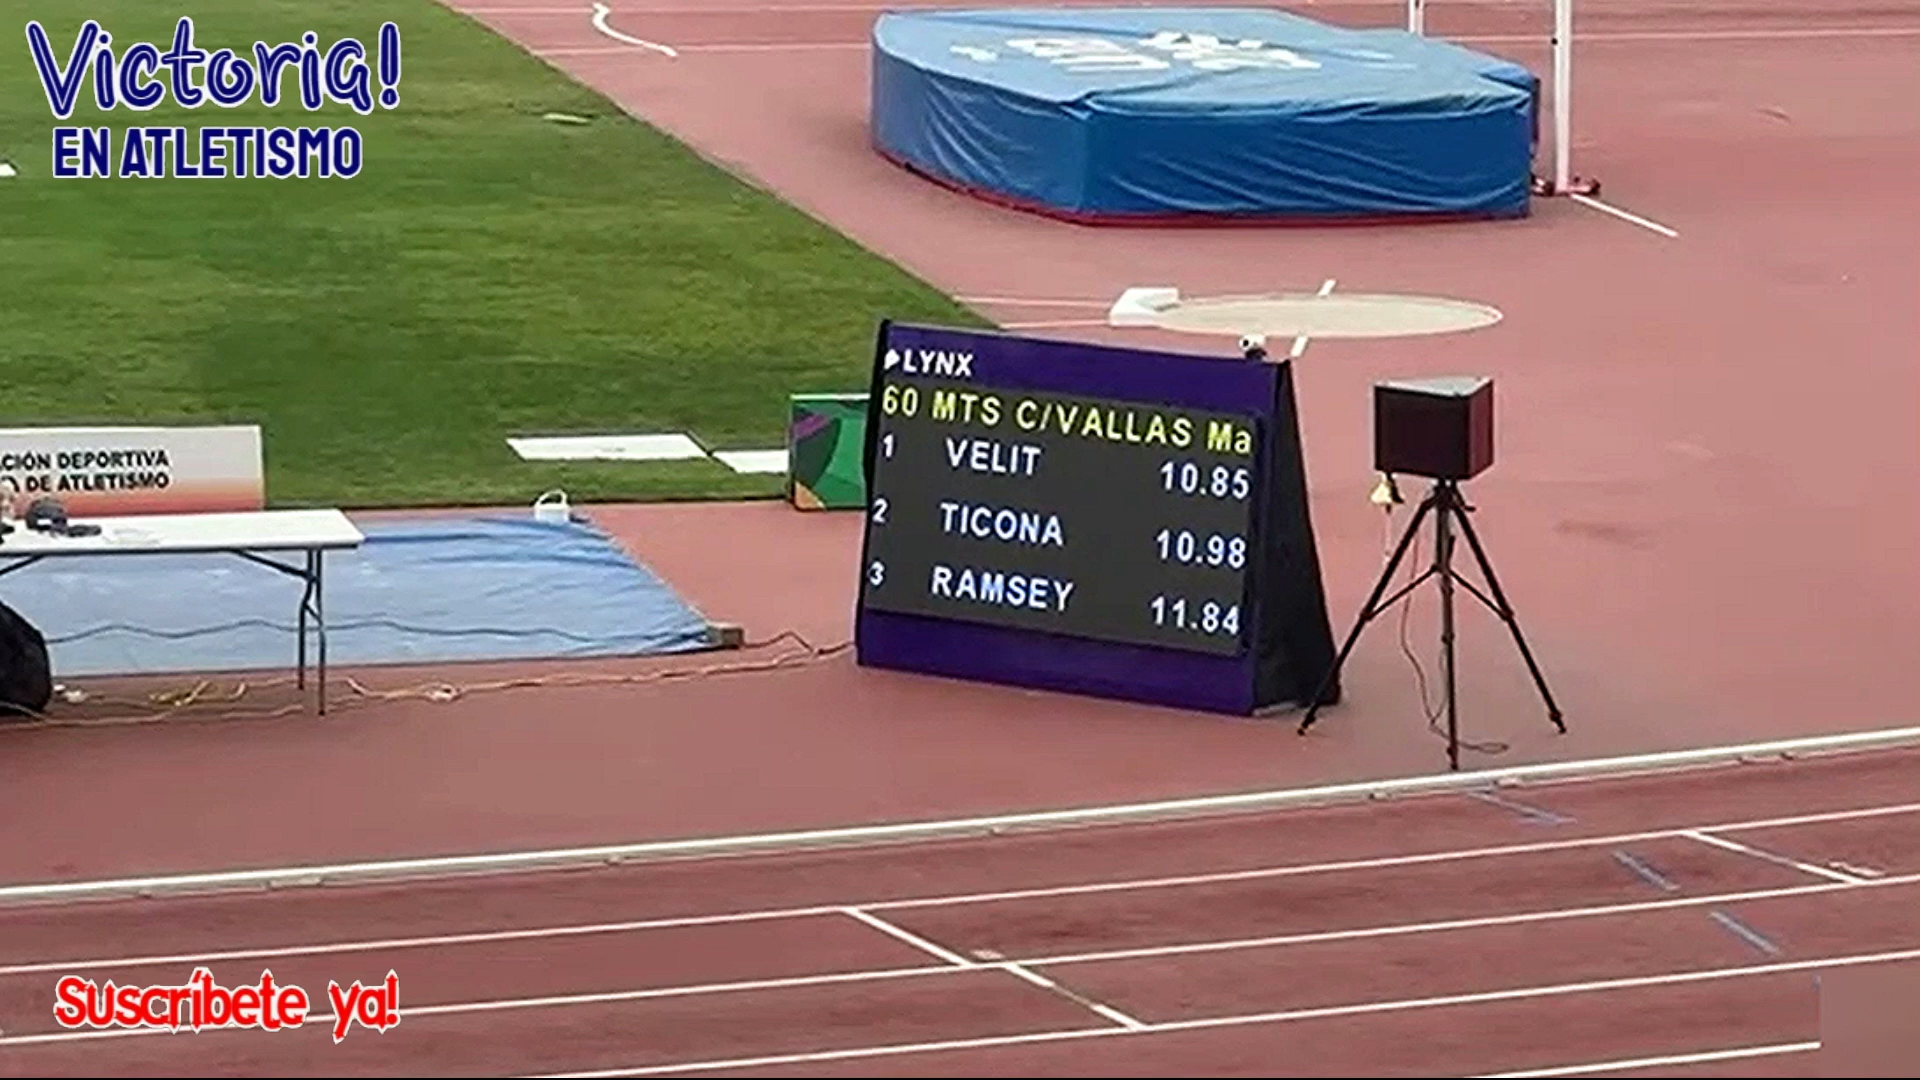 Victoria!
EN ATLETISMO
CIÓN DEPORTIVA
DE ATLETISMO
LYNX
60 MTS C/VALLAS Ma
1 VELIT 10.85
2 TICONA 10.98
3 RAMSEY 11.84
Suscríbete ya!